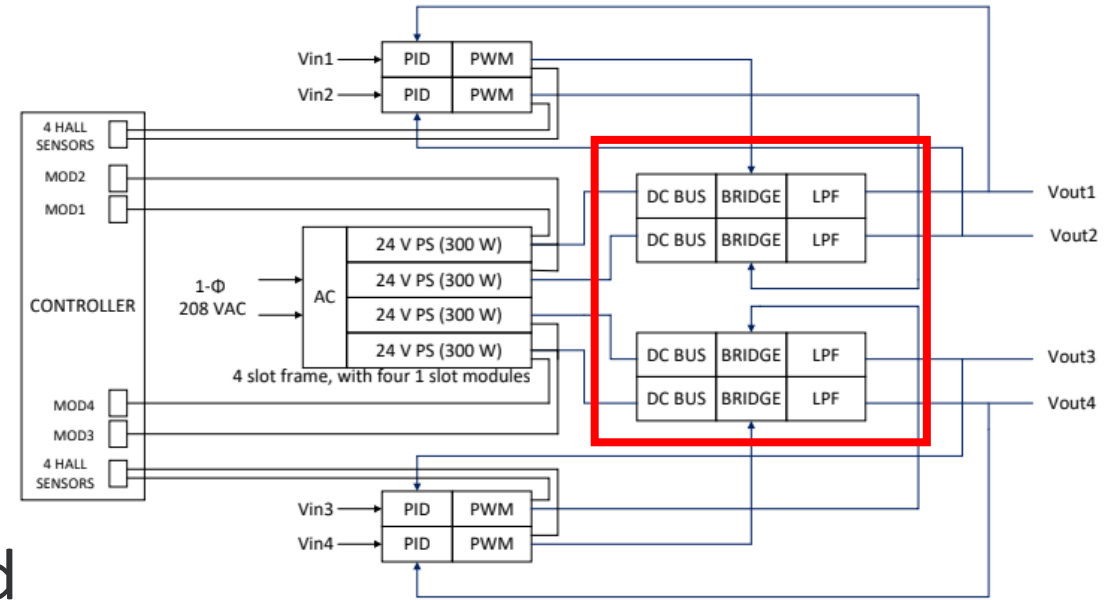 Vin1
PID
PWM
Vin2
PID
PWM
4 HALL
SENSORS
MOD2
MOD1
CONTROLLER
MOD4
MOD3
4 HALL
SENSORS
1-Φ
208 VAC
AC
24 V PS (300 W)
24 V PS (300 W)
24 V PS (300 W)
24 V PS (300 W)
4 slot frame, with four 1 slot modules
DC BUS
BRIDGE
LPF
Vout1
DC BUS
BRIDGE
LPF
Vout2
DC BUS
BRIDGE
LPF
Vout3
DC BUS
BRIDGE
LPF
Vout4
Vin3
PID
PWM
Vin4
PID
PWM
d